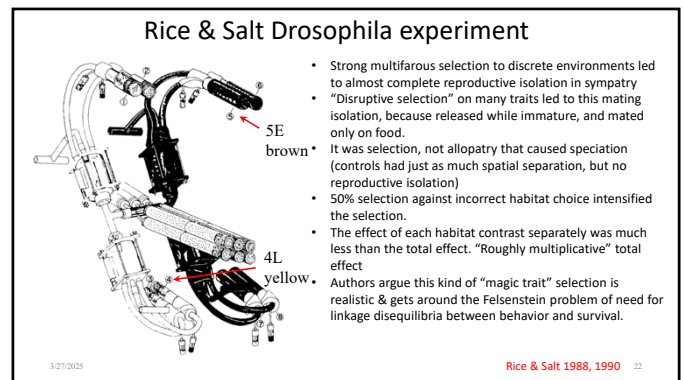 Rice & Salt Drosophila experiment
• Strong multifarous selection to discrete environments led
to almost complete reproductive isolation in sympatry
• “Disruptive selection” on many traits led to this mating
isolation, because released while immature, and mated
only on food.
• It was selection, not allopatry that caused speciation
(controls had just as much spatial separation, but no
reproductive isolation)
• 50% selection against incorrect habitat choice intensified
the selection.
• The effect of each habitat contrast separately was much
less than the total effect. “Roughly multiplicative” total
effect
• Authors argue this kind of “magic trait” selection is
realistic & gets around the Felsenstein problem of need for
linkage disequilibria between behavior and survival.
5E
brown
4L
yellow
3/27/2025
Rice & Salt 1988, 1990
22